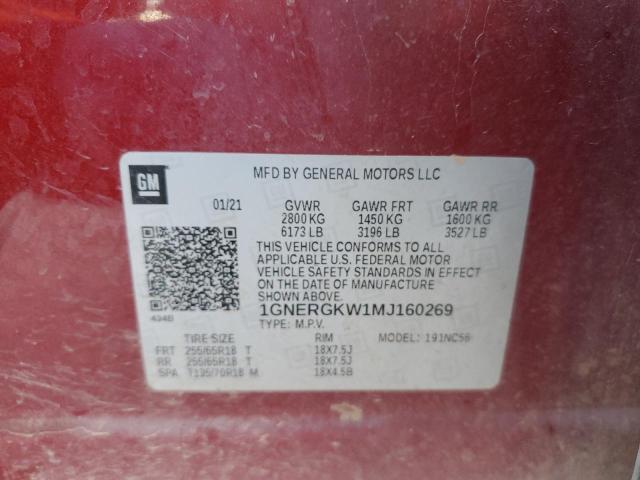 GM
MFD BY GENERAL MOTORS LLC
01/21 GVWR GAWR FRT GAWR RR
2800 KG 1450 KG 1600 KG
6173 LB 3196 LB 3527 LB
THIS VEHICLE CONFORMS TO ALL
APPLICABLE U.S. FEDERAL MOTOR
VEHICLE SAFETY STANDARDS IN EFFECT
ON THE DATE OF MANUFACTURE
SHOWN ABOVE.
1GNERGKW1MJ160269
434B
TYPE: M.P.V.
TIRE SIZE RIM MODEL: 191NC56
FRT 255/65R18 T 18X7.5J
RR 255/65R18 T 18X7.5J
SPA T135/70R18 M 18X4.5B